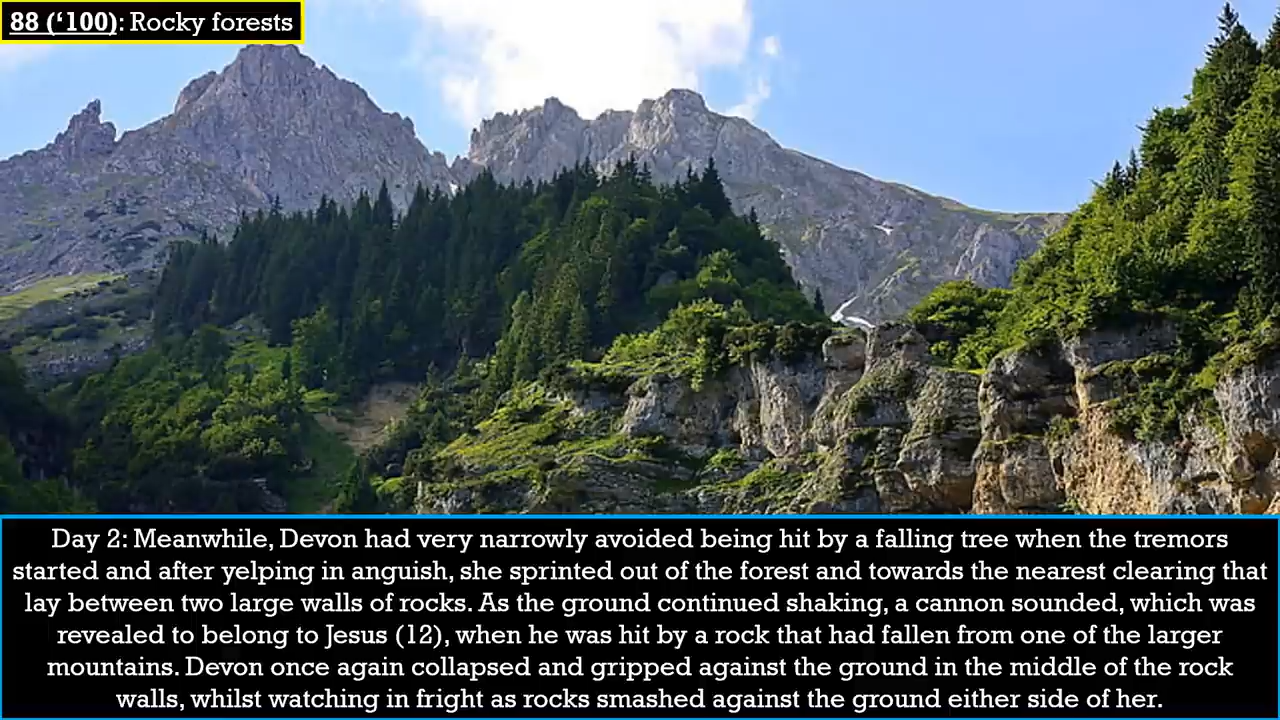 88 (‘100): Rocky forests
Day 2: Meanwhile, Devon had very narrowly avoided being hit by a falling tree when the tremors
started and after yelping in anguish, she sprinted out of the forest and towards the nearest clearing that
lay between two large walls of rocks. As the ground continued shaking, a cannon sounded, which was
revealed to belong to Jesus (12), when he was hit by a rock that had fallen from one of the larger
mountains. Devon once again collapsed and gripped against the ground in the middle of the rock
walls, whilst watching in fright as rocks smashed against the ground either side of her.